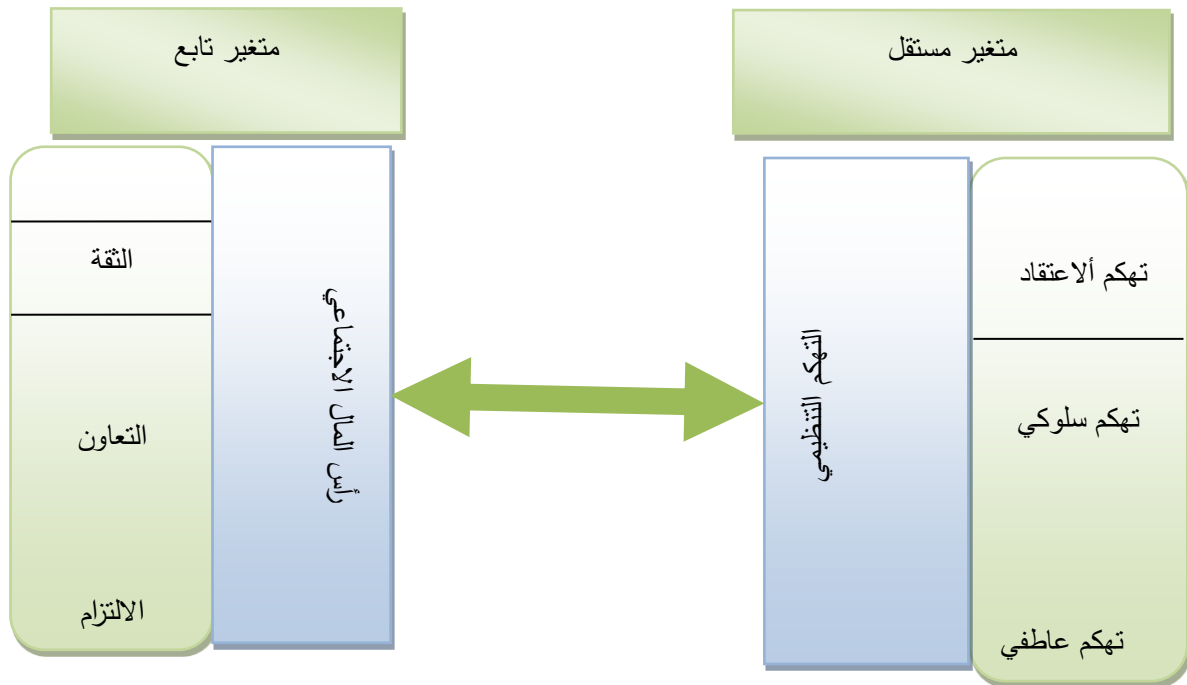 متغير مستقل
متغير تابع
تهكم ألاعتقاد
تهكم سلوكي
تهكم عاطفي
التهكم التنظيمي
رأس المال الاجتماعي
الثقة
التعاون
الالتزام